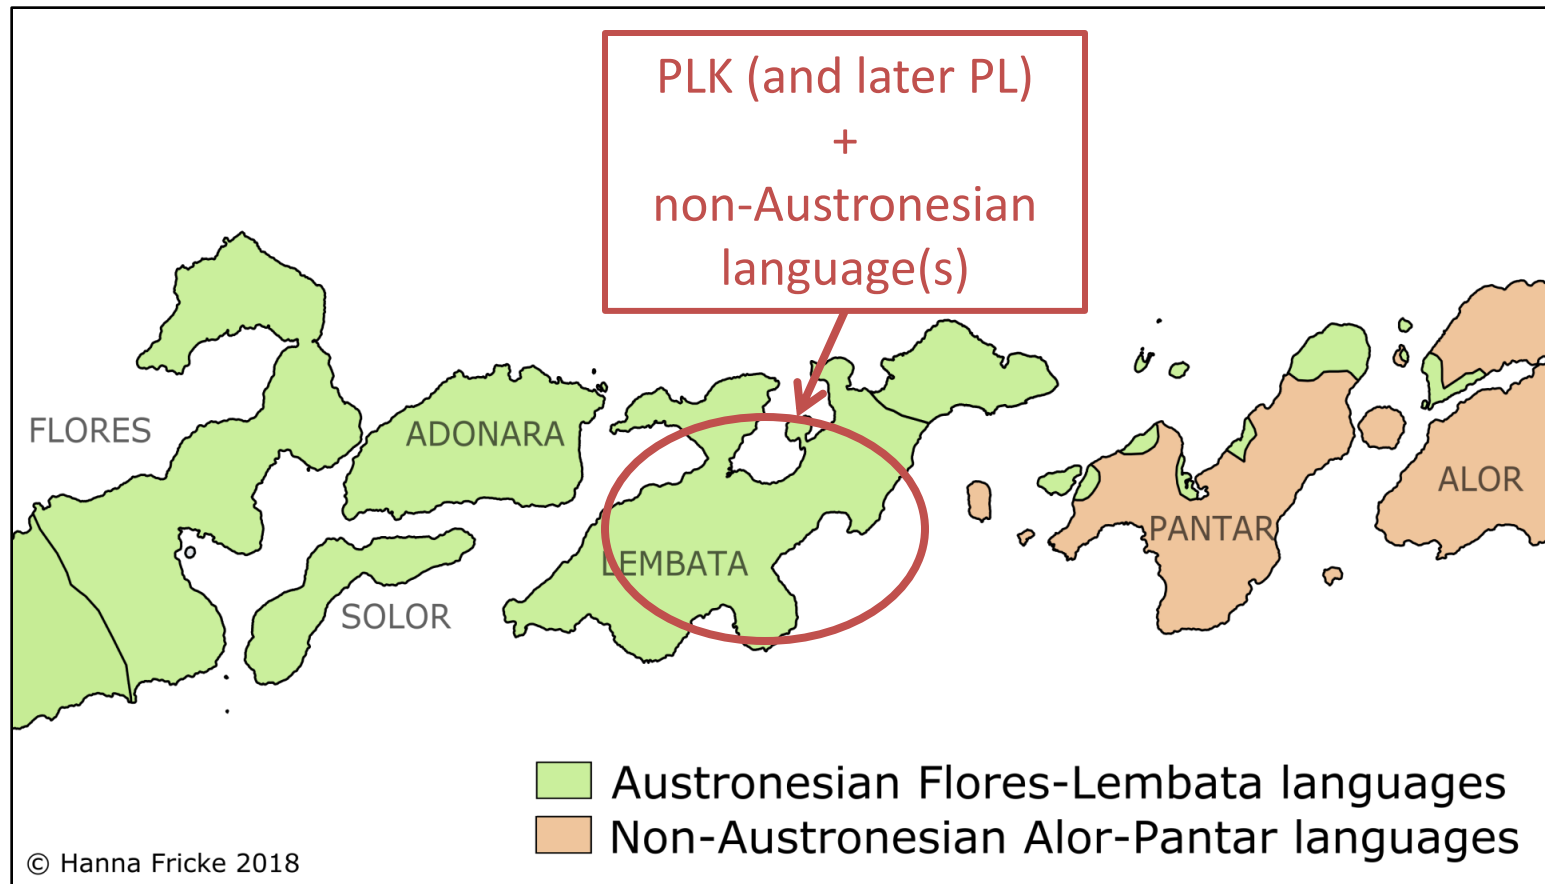 PLK (and later PL)
+
non-Austronesian
language(s)
FLORES
ADONARA
ALOR
PANTAR
LEMBATA
SOLOR
Austronesian Flores-Lembata languages
Non-Austronesian Alor-Pantar languages
© Hanna Fricke 2018